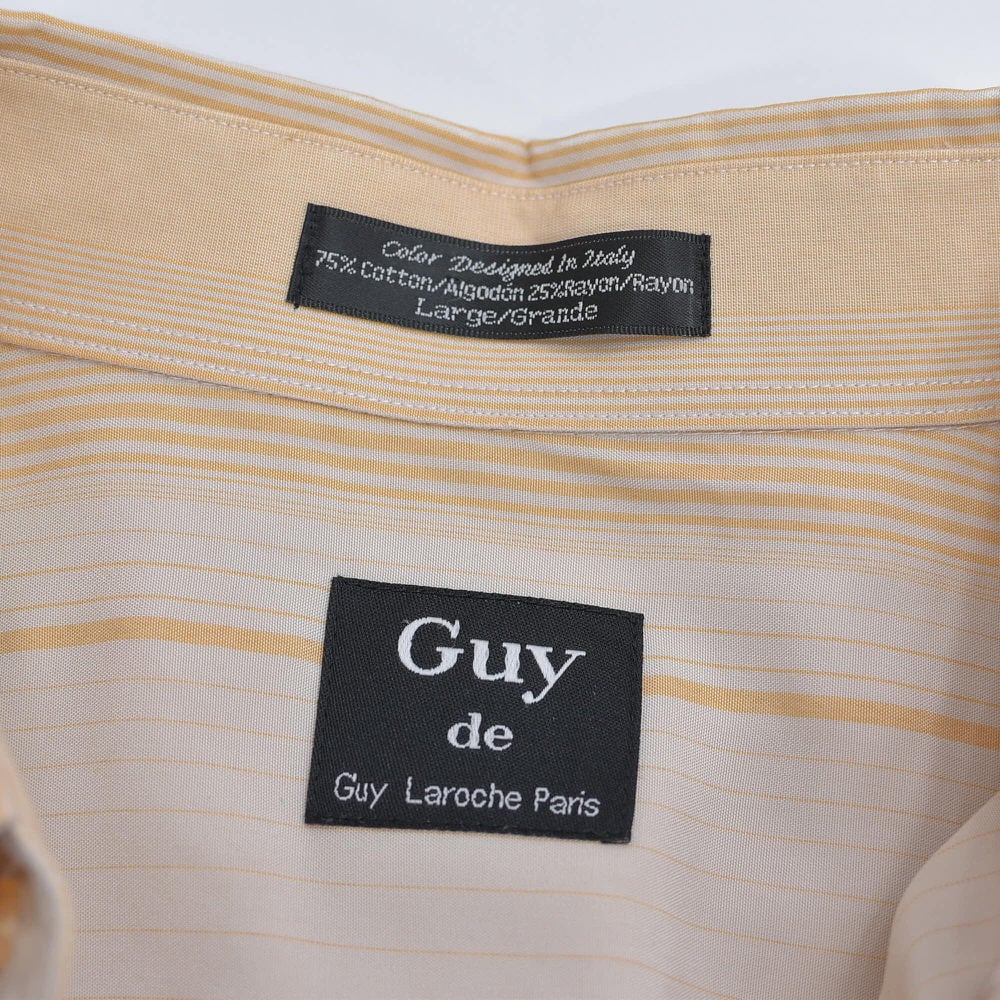 Color Designed In Italy
75% Cotton/Algodón 25%Rayon/Rayon
Large/Grande
Guy
de
Guy Laroche Paris